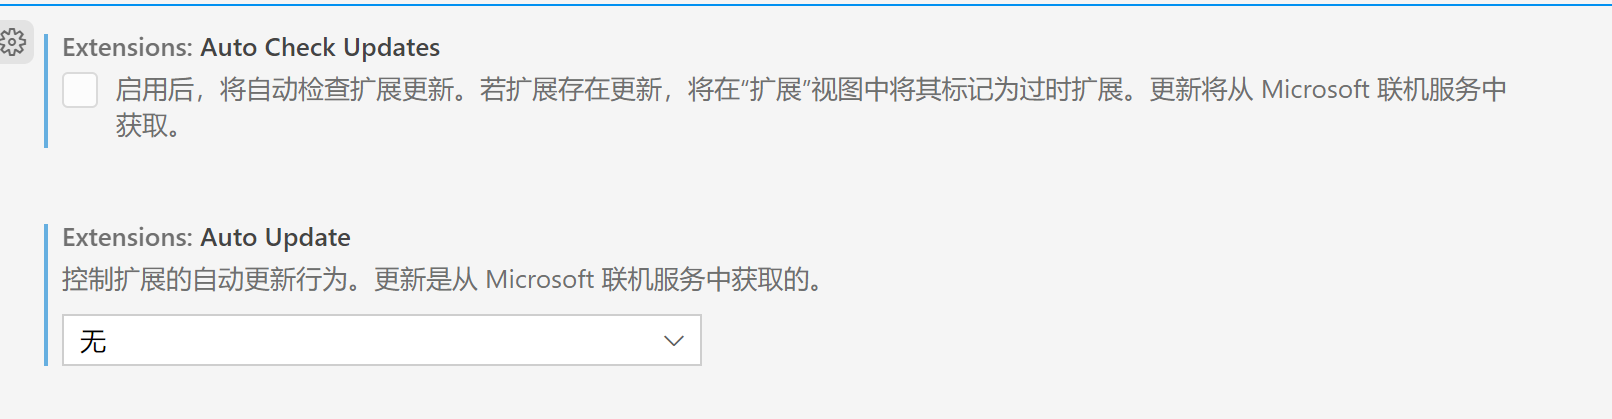 Extensions: Auto Check Updates
启用后，将自动检查扩展更新。若扩展存在更新，将在“扩展”视图中将其标记为过时扩展。更新将从 Microsoft 联机服务中
获取。
Extensions: Auto Update
控制扩展的自动更新行为。更新是从 Microsoft 联机服务中获取的。
无